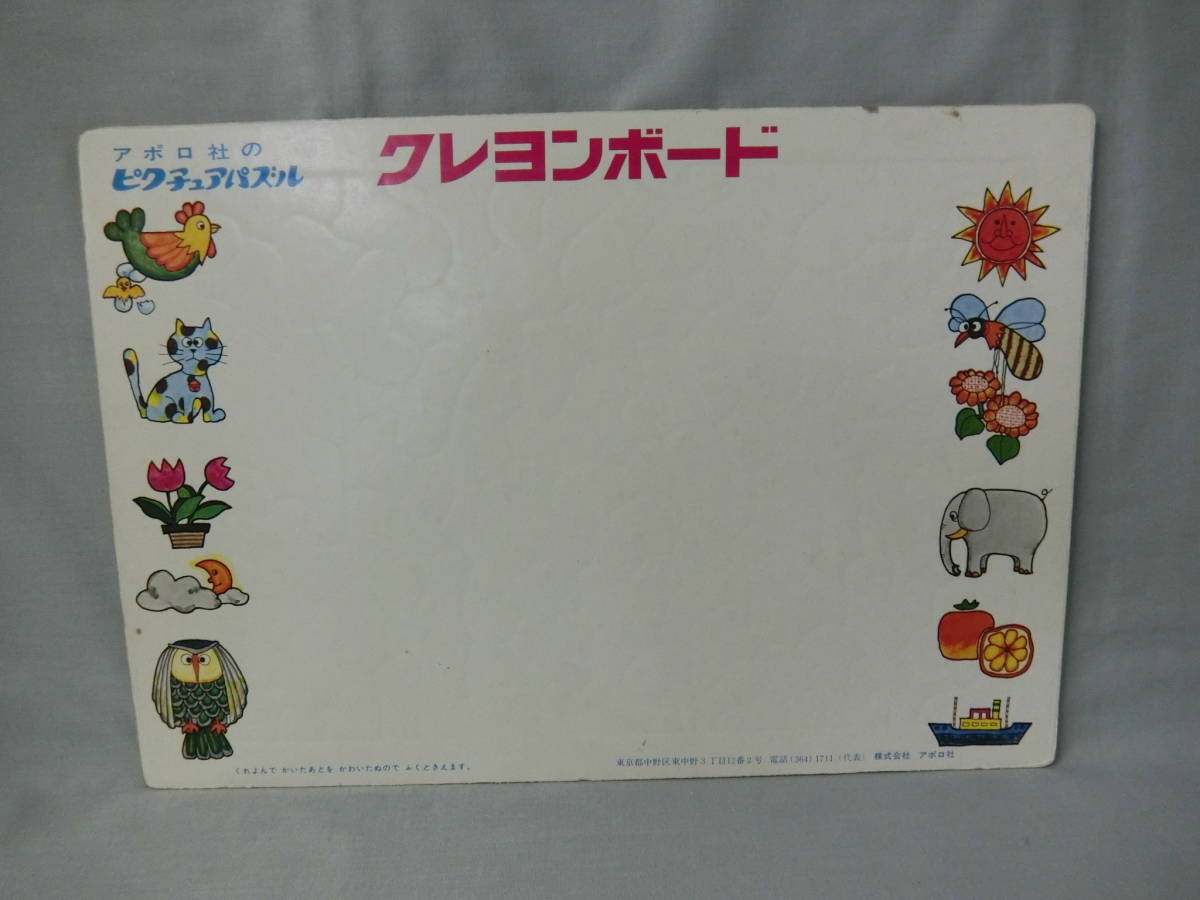 アポロ社の
ピクチュアパズル
クレヨンボード
くれよんで かいたあとを かわいたぬので ふくときえます。
東京都中野区東中野3丁目12番2号 電話(364)1711(代表) 株式会社 アポロ社